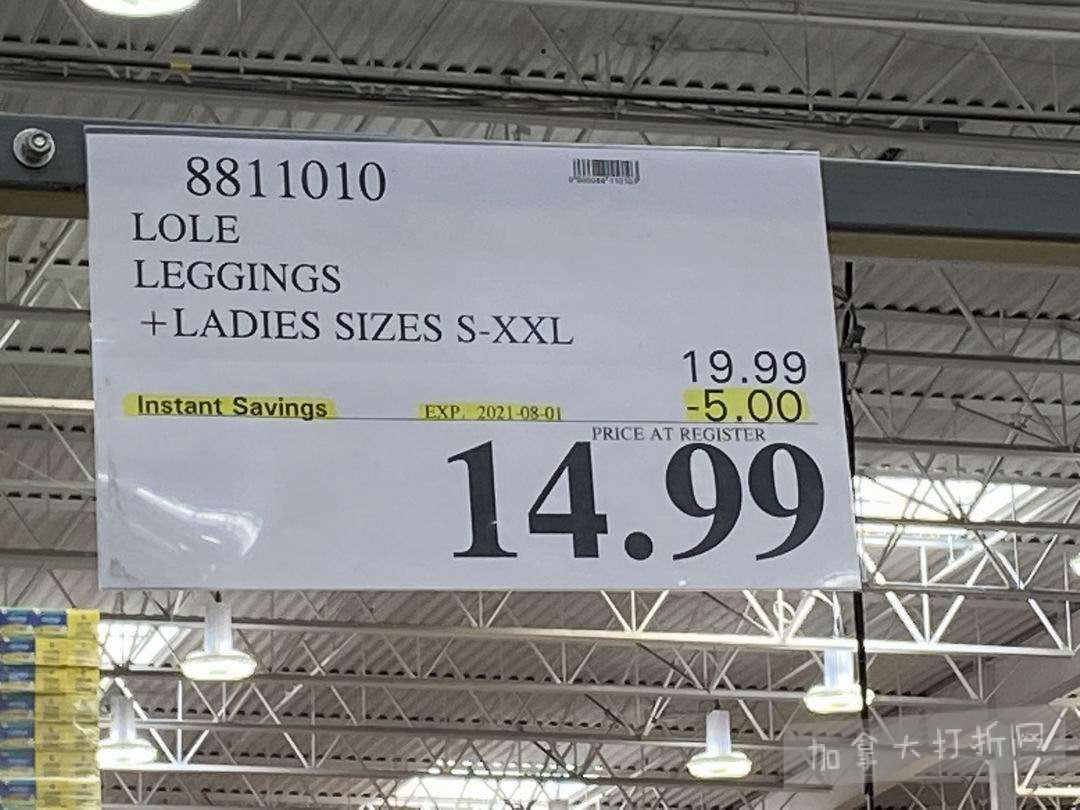 8811010
LOLE
LEGGINGS
+LADIES SIZES S-XXL
19.99
Instant Savings EXP. 2021-08-01 -5.00
PRICE AT REGISTER
14.99
加拿大打折网